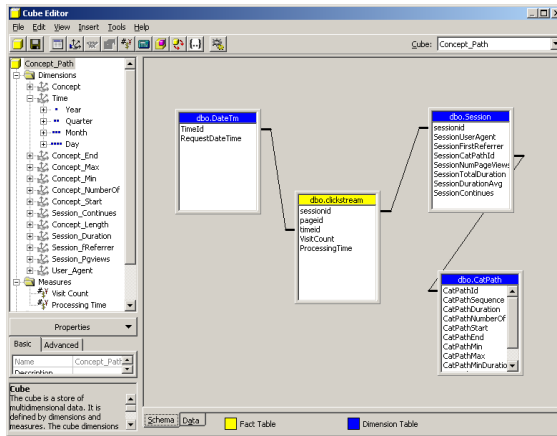 Cube Editor
File Edit View Insert Tools Help
Cube: Concept_Path
Concept_Path
Dimensions
Concept
Time
Year
Quarter
Month
Day
Concept_End
Concept_Max
Concept_Min
Concept_NumberOf
Concept_Start
Session_Continues
Concept_Length
Session_Duration
Session_fReferrer
Session_Pgviews
User_Agent
Measures
Visit Count
Processing Time
Properties
Basic Advanced
Name Concept_Path
Description
Cube
The cube is a store of
multidimensional data. It is
defined by dimensions and
measures. The cube dimensions
dbo.DateTm
TimeId
RequestDateTime
dbo.clickstream
sessionid
pageid
timeid
VisitCount
ProcessingTime
dbo.Session
sessionid
SessionUserAgent
SessionFirstReferrer
SessionCatPathId
SessionNumPageViews
SessionTotalDuration
SessionDurationAvg
SessionContinues
dbo.CatPath
CatPathId
CatPathSequence
CatPathDuration
CatPathNumberOf
CatPathStart
CatPathEnd
CatPathMin
CatPathMax
CatPathMinDuratio
Schema Data Fact Table Dimension Table